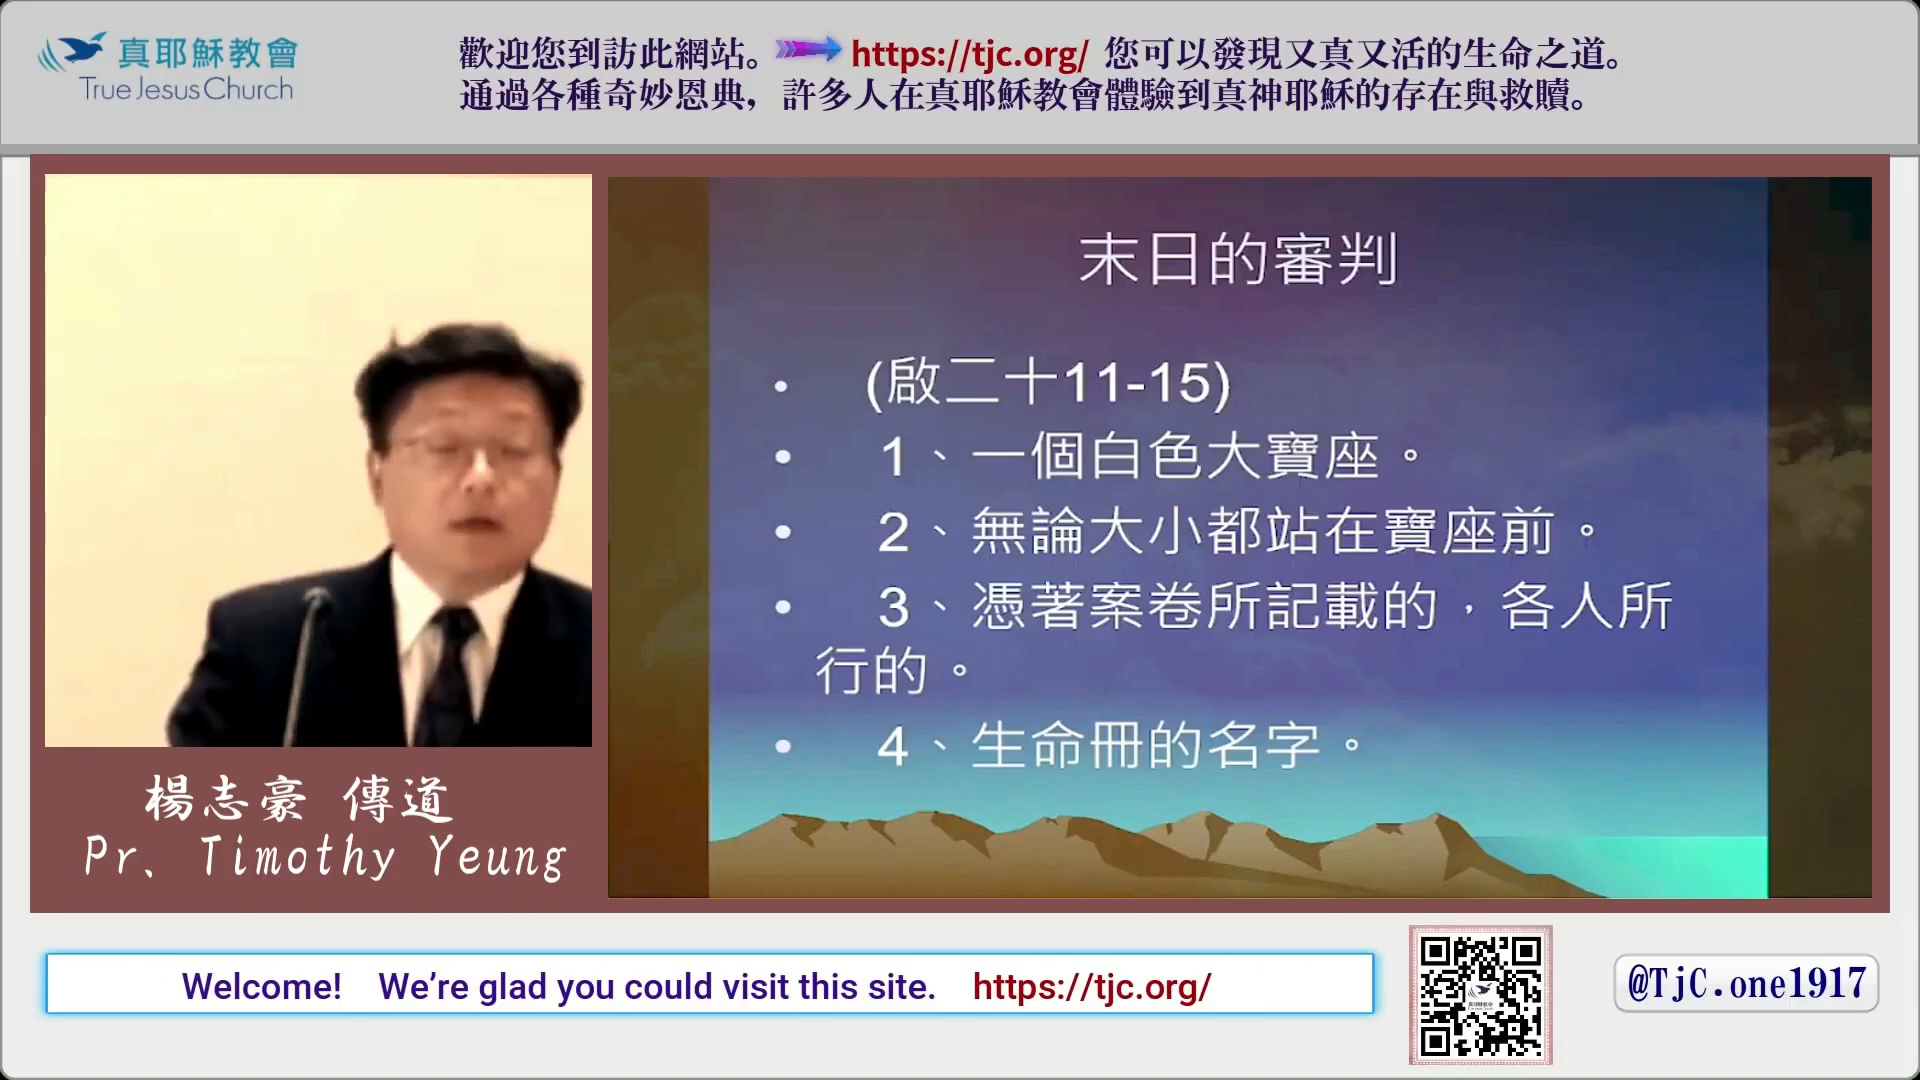 真耶穌教會
True Jesus Church
歡迎您到訪此網站。 https://tjc.org/ 您可以發現又真又活的生命之道。
通過各種奇妙恩典，許多人在真耶穌教會體驗到真神耶穌的存在與救贖。
末日的審判
• (啟二十11-15)
• 1、一個白色大寶座。
• 2、無論大小都站在寶座前。
• 3、憑著案卷所記載的，各人所
行的。
• 4、生命冊的名字。
楊志豪 傳道
Pr. Timothy Yeung
Welcome! We’re glad you could visit this site. https://tjc.org/
@TjC.one1917